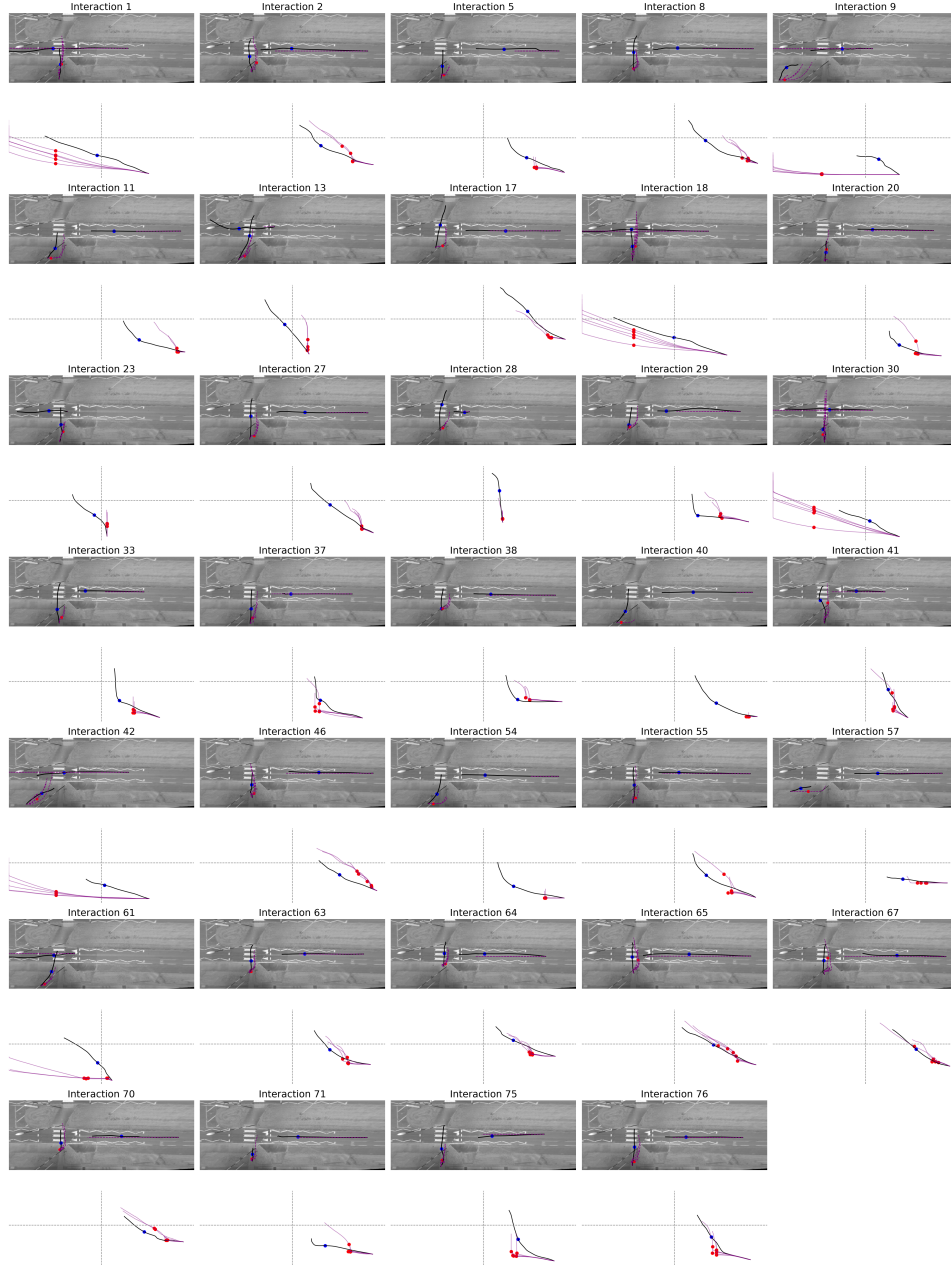 Interaction 1 Interaction 2 Interaction 5 Interaction 8 Interaction 9
Interaction 11 Interaction 13 Interaction 17 Interaction 18 Interaction 20
Interaction 23 Interaction 27 Interaction 28 Interaction 29 Interaction 30
Interaction 33 Interaction 37 Interaction 38 Interaction 40 Interaction 41
Interaction 42 Interaction 46 Interaction 54 Interaction 55 Interaction 57
Interaction 61 Interaction 63 Interaction 64 Interaction 65 Interaction 67
Interaction 70 Interaction 71 Interaction 75 Interaction 76